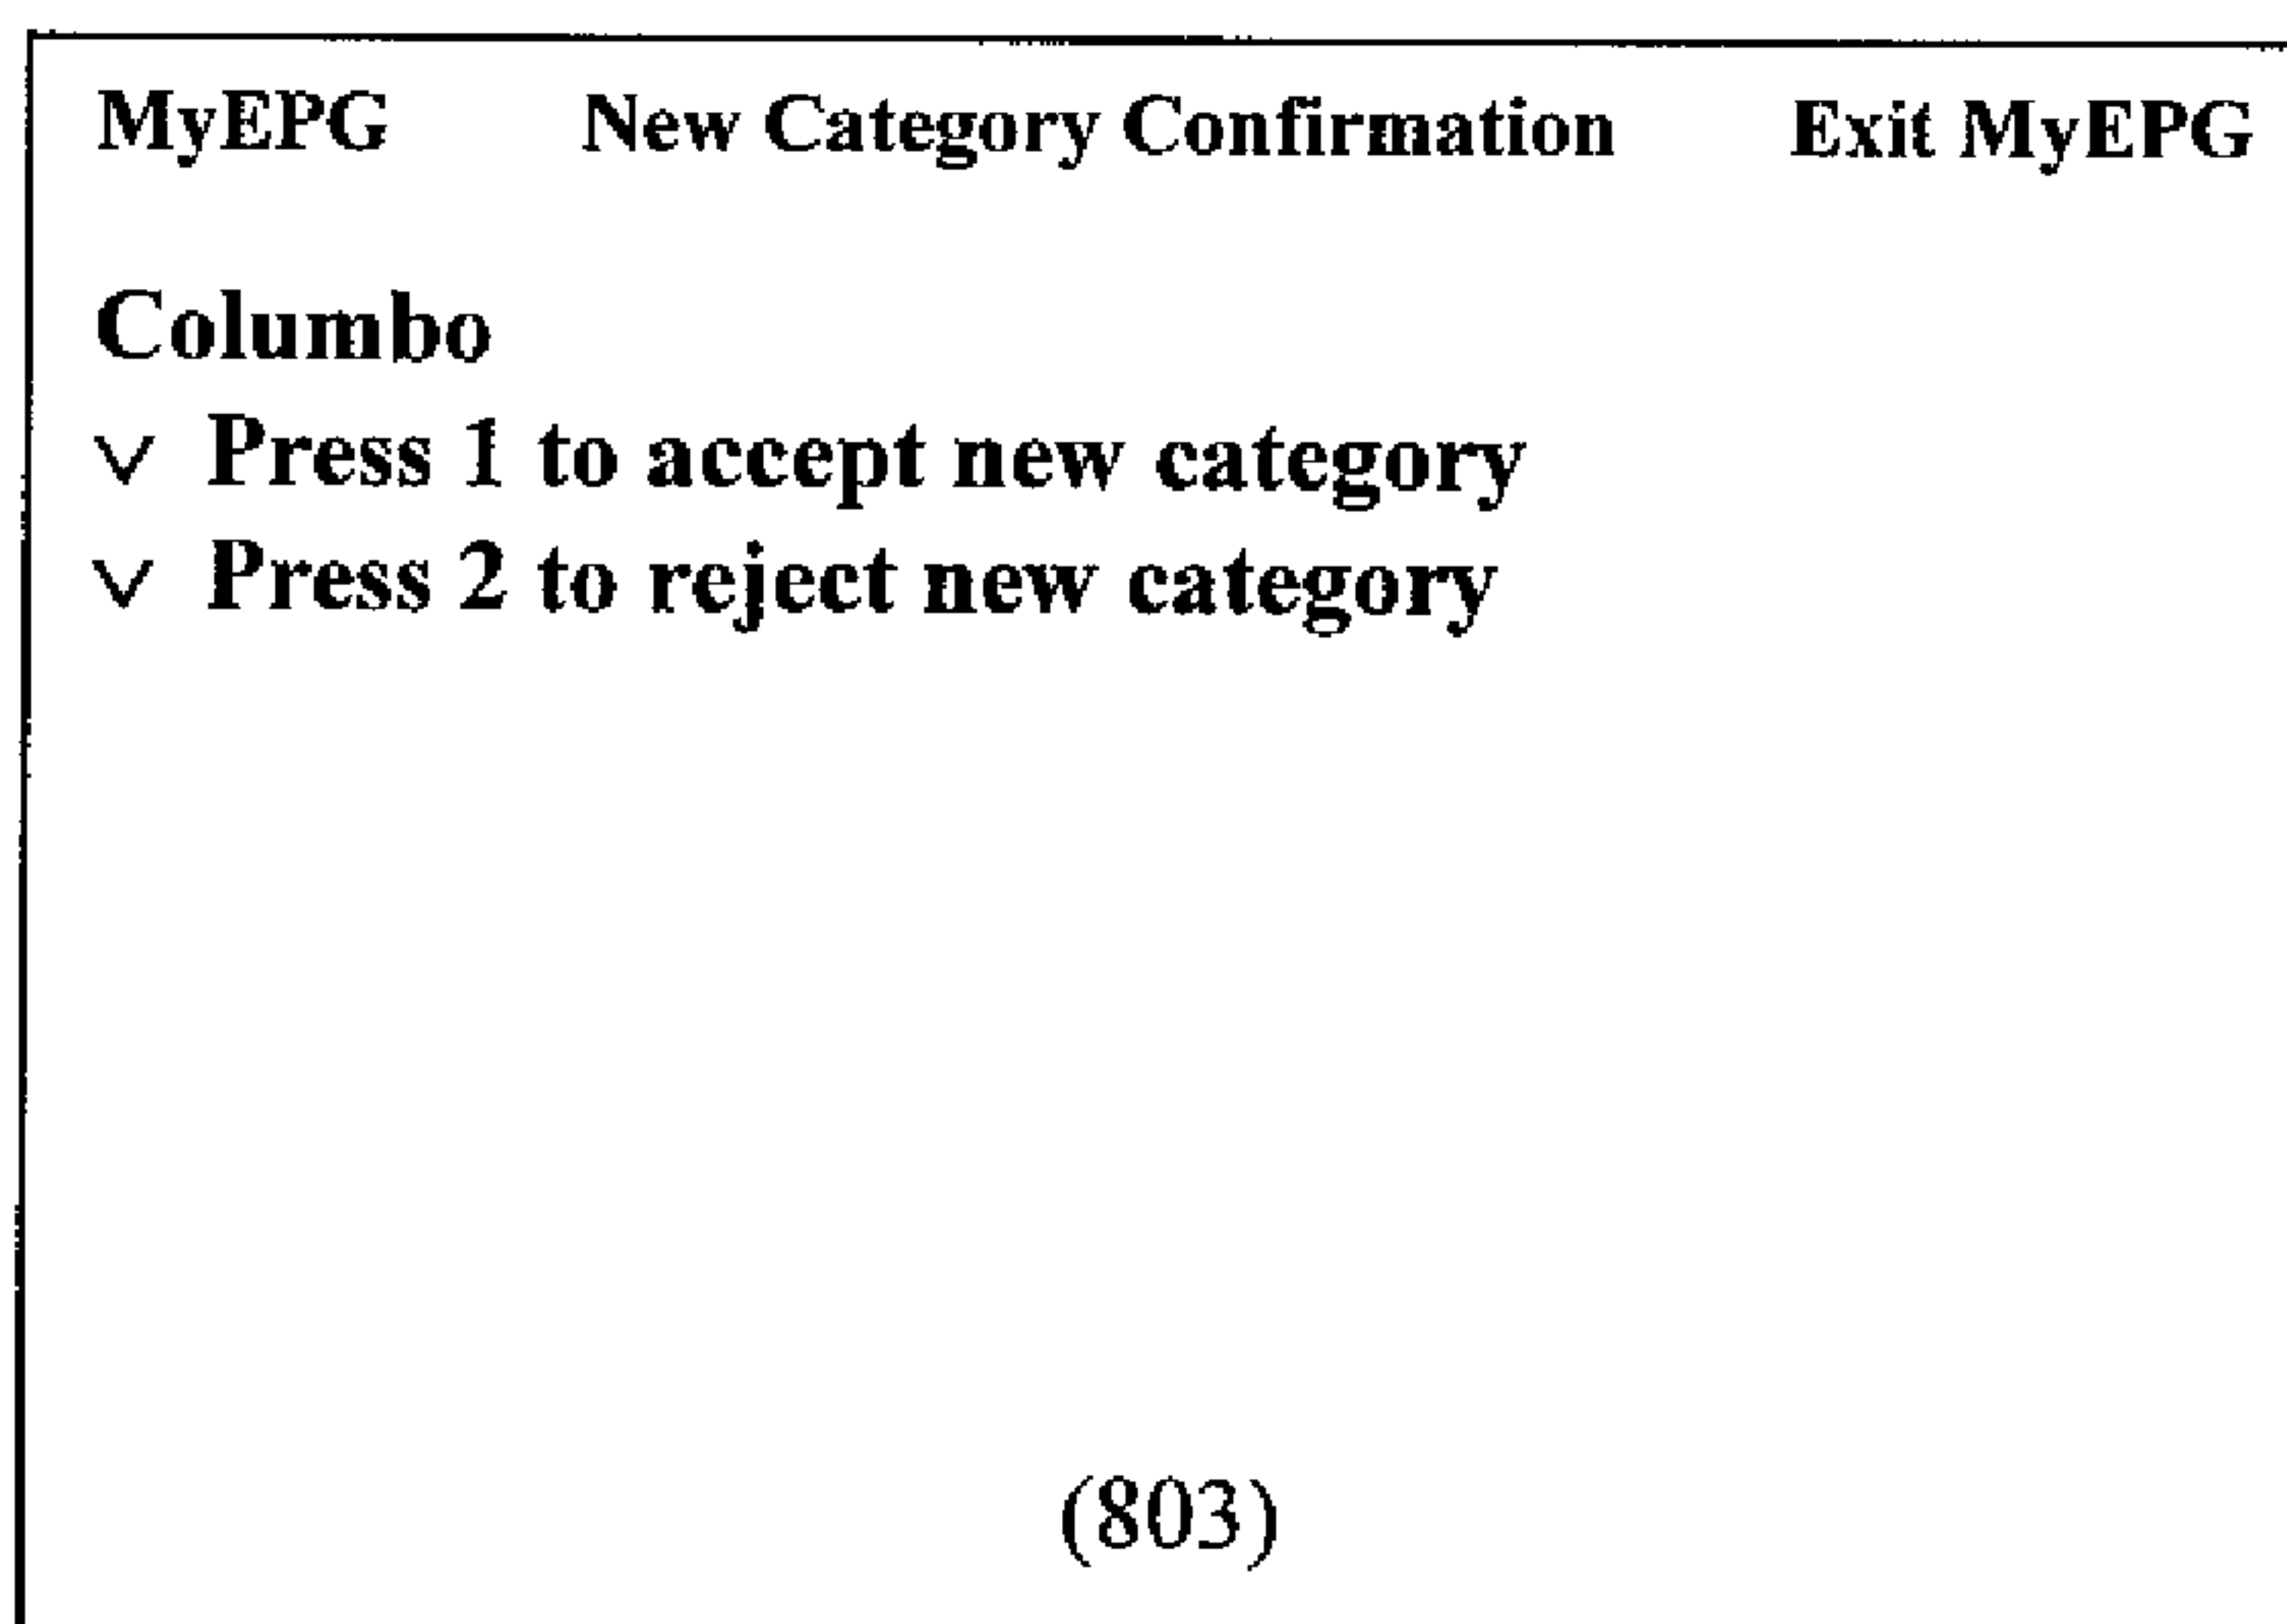 MyEPG New Category Confirmation Exit MyEPG
Columbo
v Press 1 to accept new category
v Press 2 to reject new category
(803)